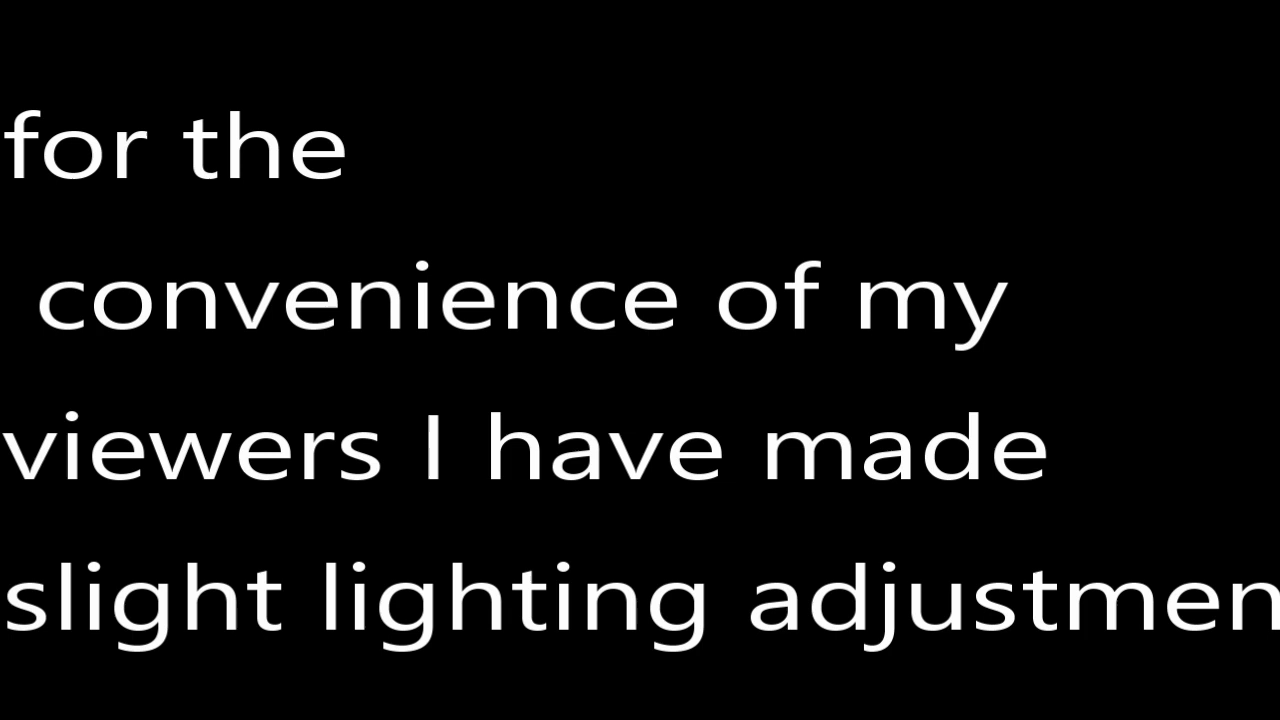 for the
convenience of my
viewers I have made
slight lighting adjustmen